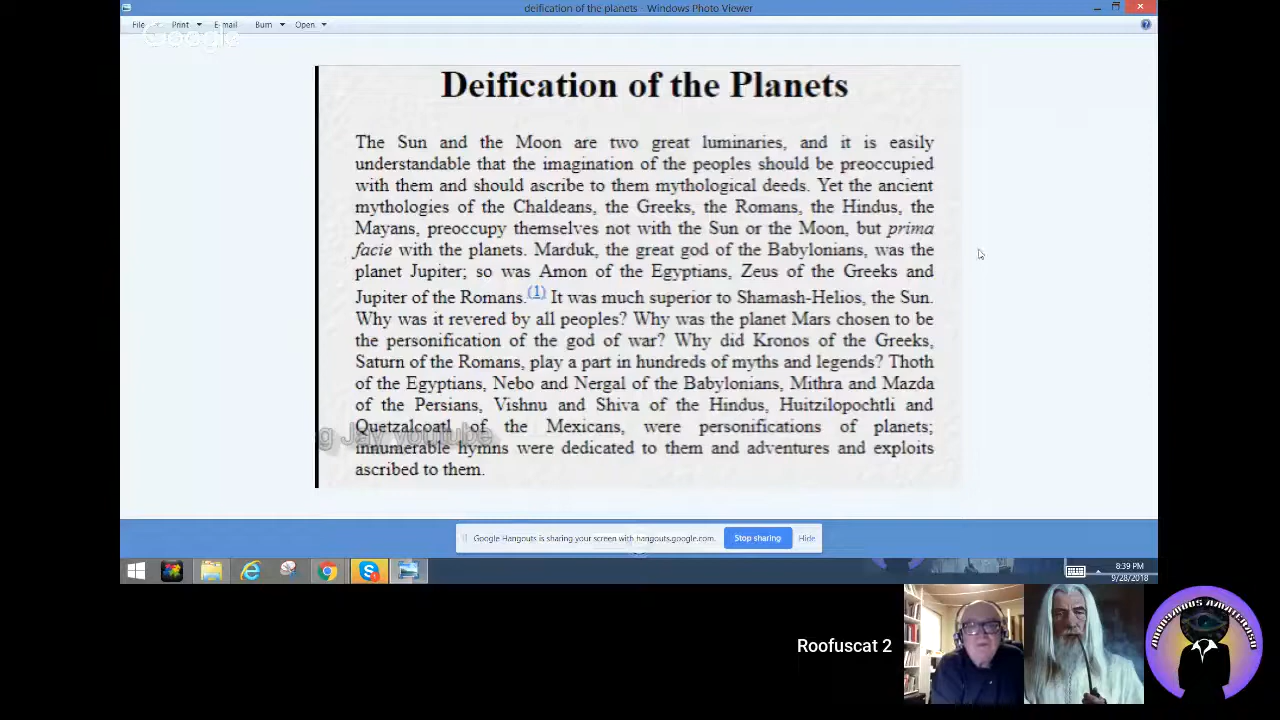 deification of the planets - Windows Photo Viewer
File Print E-mail Burn Open
Google
Deification of the Planets
The Sun and the Moon are two great luminaries, and it is easily
understandable that the imagination of the peoples should be preoccupied
with them and should ascribe to them mythological deeds. Yet the ancient
mythologies of the Chaldeans, the Greeks, the Romans, the Hindus, the
Mayans, preoccupy themselves not with the Sun or the Moon, but prima
facie with the planets. Marduk, the great god of the Babylonians, was the
planet Jupiter; so was Amon of the Egyptians, Zeus of the Greeks and
Jupiter of the Romans.(1) It was much superior to Shamash-Helios, the Sun.
Why was it revered by all peoples? Why was the planet Mars chosen to be
the personification of the god of war? Why did Kronos of the Greeks,
Saturn of the Romans, play a part in hundreds of myths and legends? Thoth
of the Egyptians, Nebo and Nergal of the Babylonians, Mithra and Mazda
of the Persians, Vishnu and Shiva of the Hindus, Huitzilopochtli and
Quetzalcoatl of the Mexicans, were personifications of planets;
g Jay youtube
innumerable hymns were dedicated to them and adventures and exploits
ascribed to them.
Google Hangouts is sharing your screen with hangouts.google.com. Stop sharing Hide
8:39 PM
9/28/2018
Roofuscat 2
ANONYMOUS